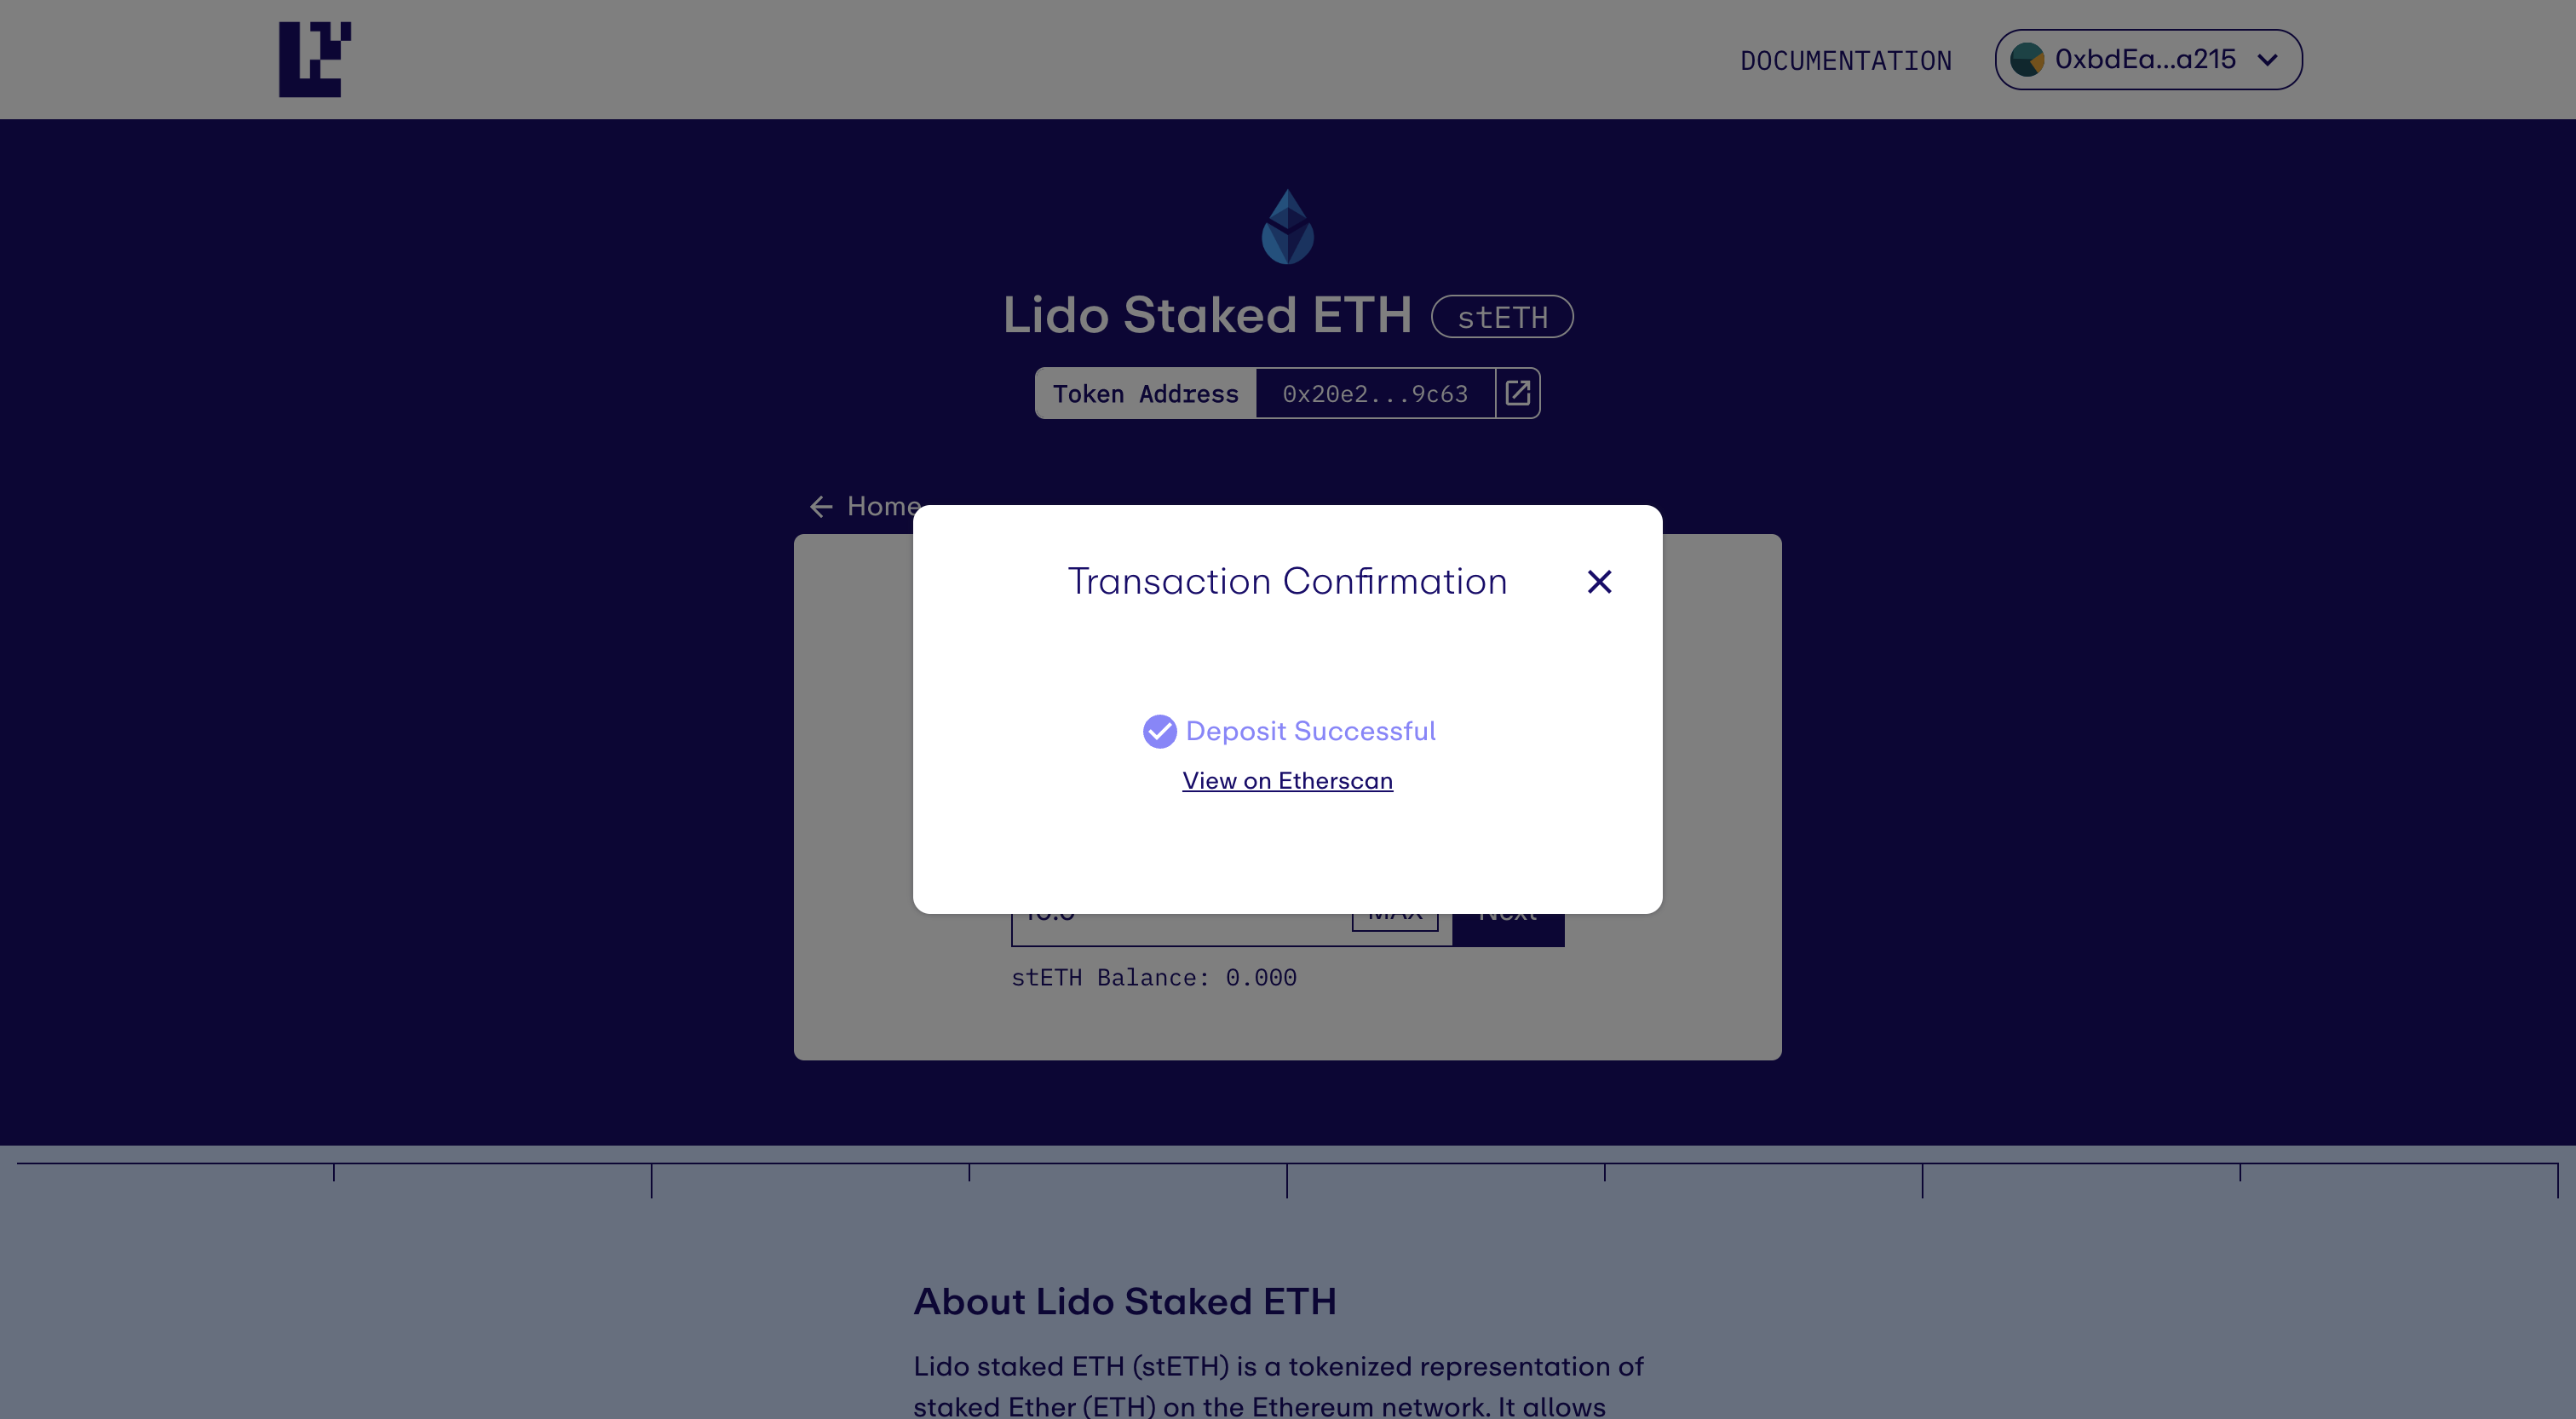 DOCUMENTATION
0xbdEa...a215
Lido Staked ETH
stETH
Token Address 0x20e2...9c63
Home
Transaction Confirmation
Deposit Successful
View on Etherscan
10.0 MAX Next
stETH Balance: 0.000
About Lido Staked ETH
Lido staked ETH (stETH) is a tokenized representation of
staked Ether (ETH) on the Ethereum network. It allows